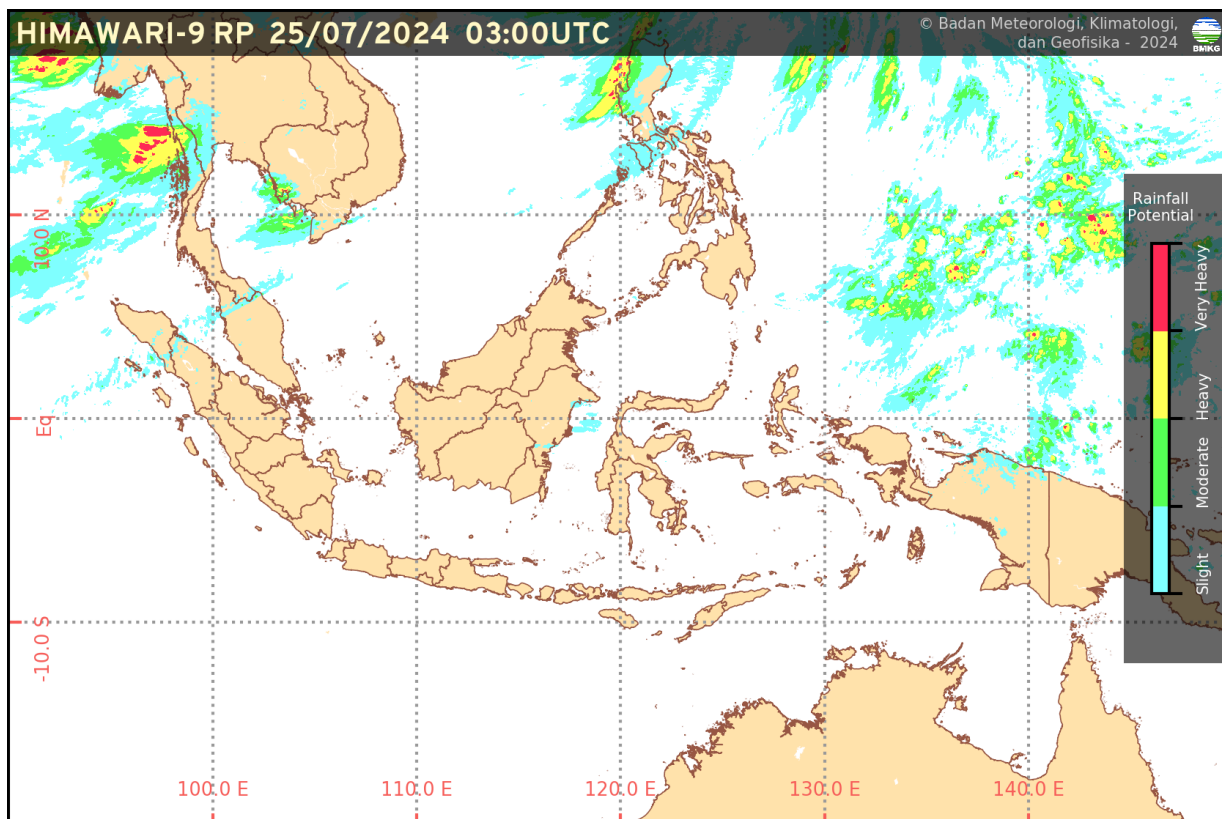 HIMAWARI-9 RP 25/07/2024 03:00UTC
© Badan Meteorologi, Klimatologi,
dan Geofisika - 2024
BMKG
Rainfall
Potential
Very Heavy
Heavy
Moderate
Slight
10.0 N
Eq
-10.0 S
100.0 E
110.0 E
120.0 E
130.0 E
140.0 E